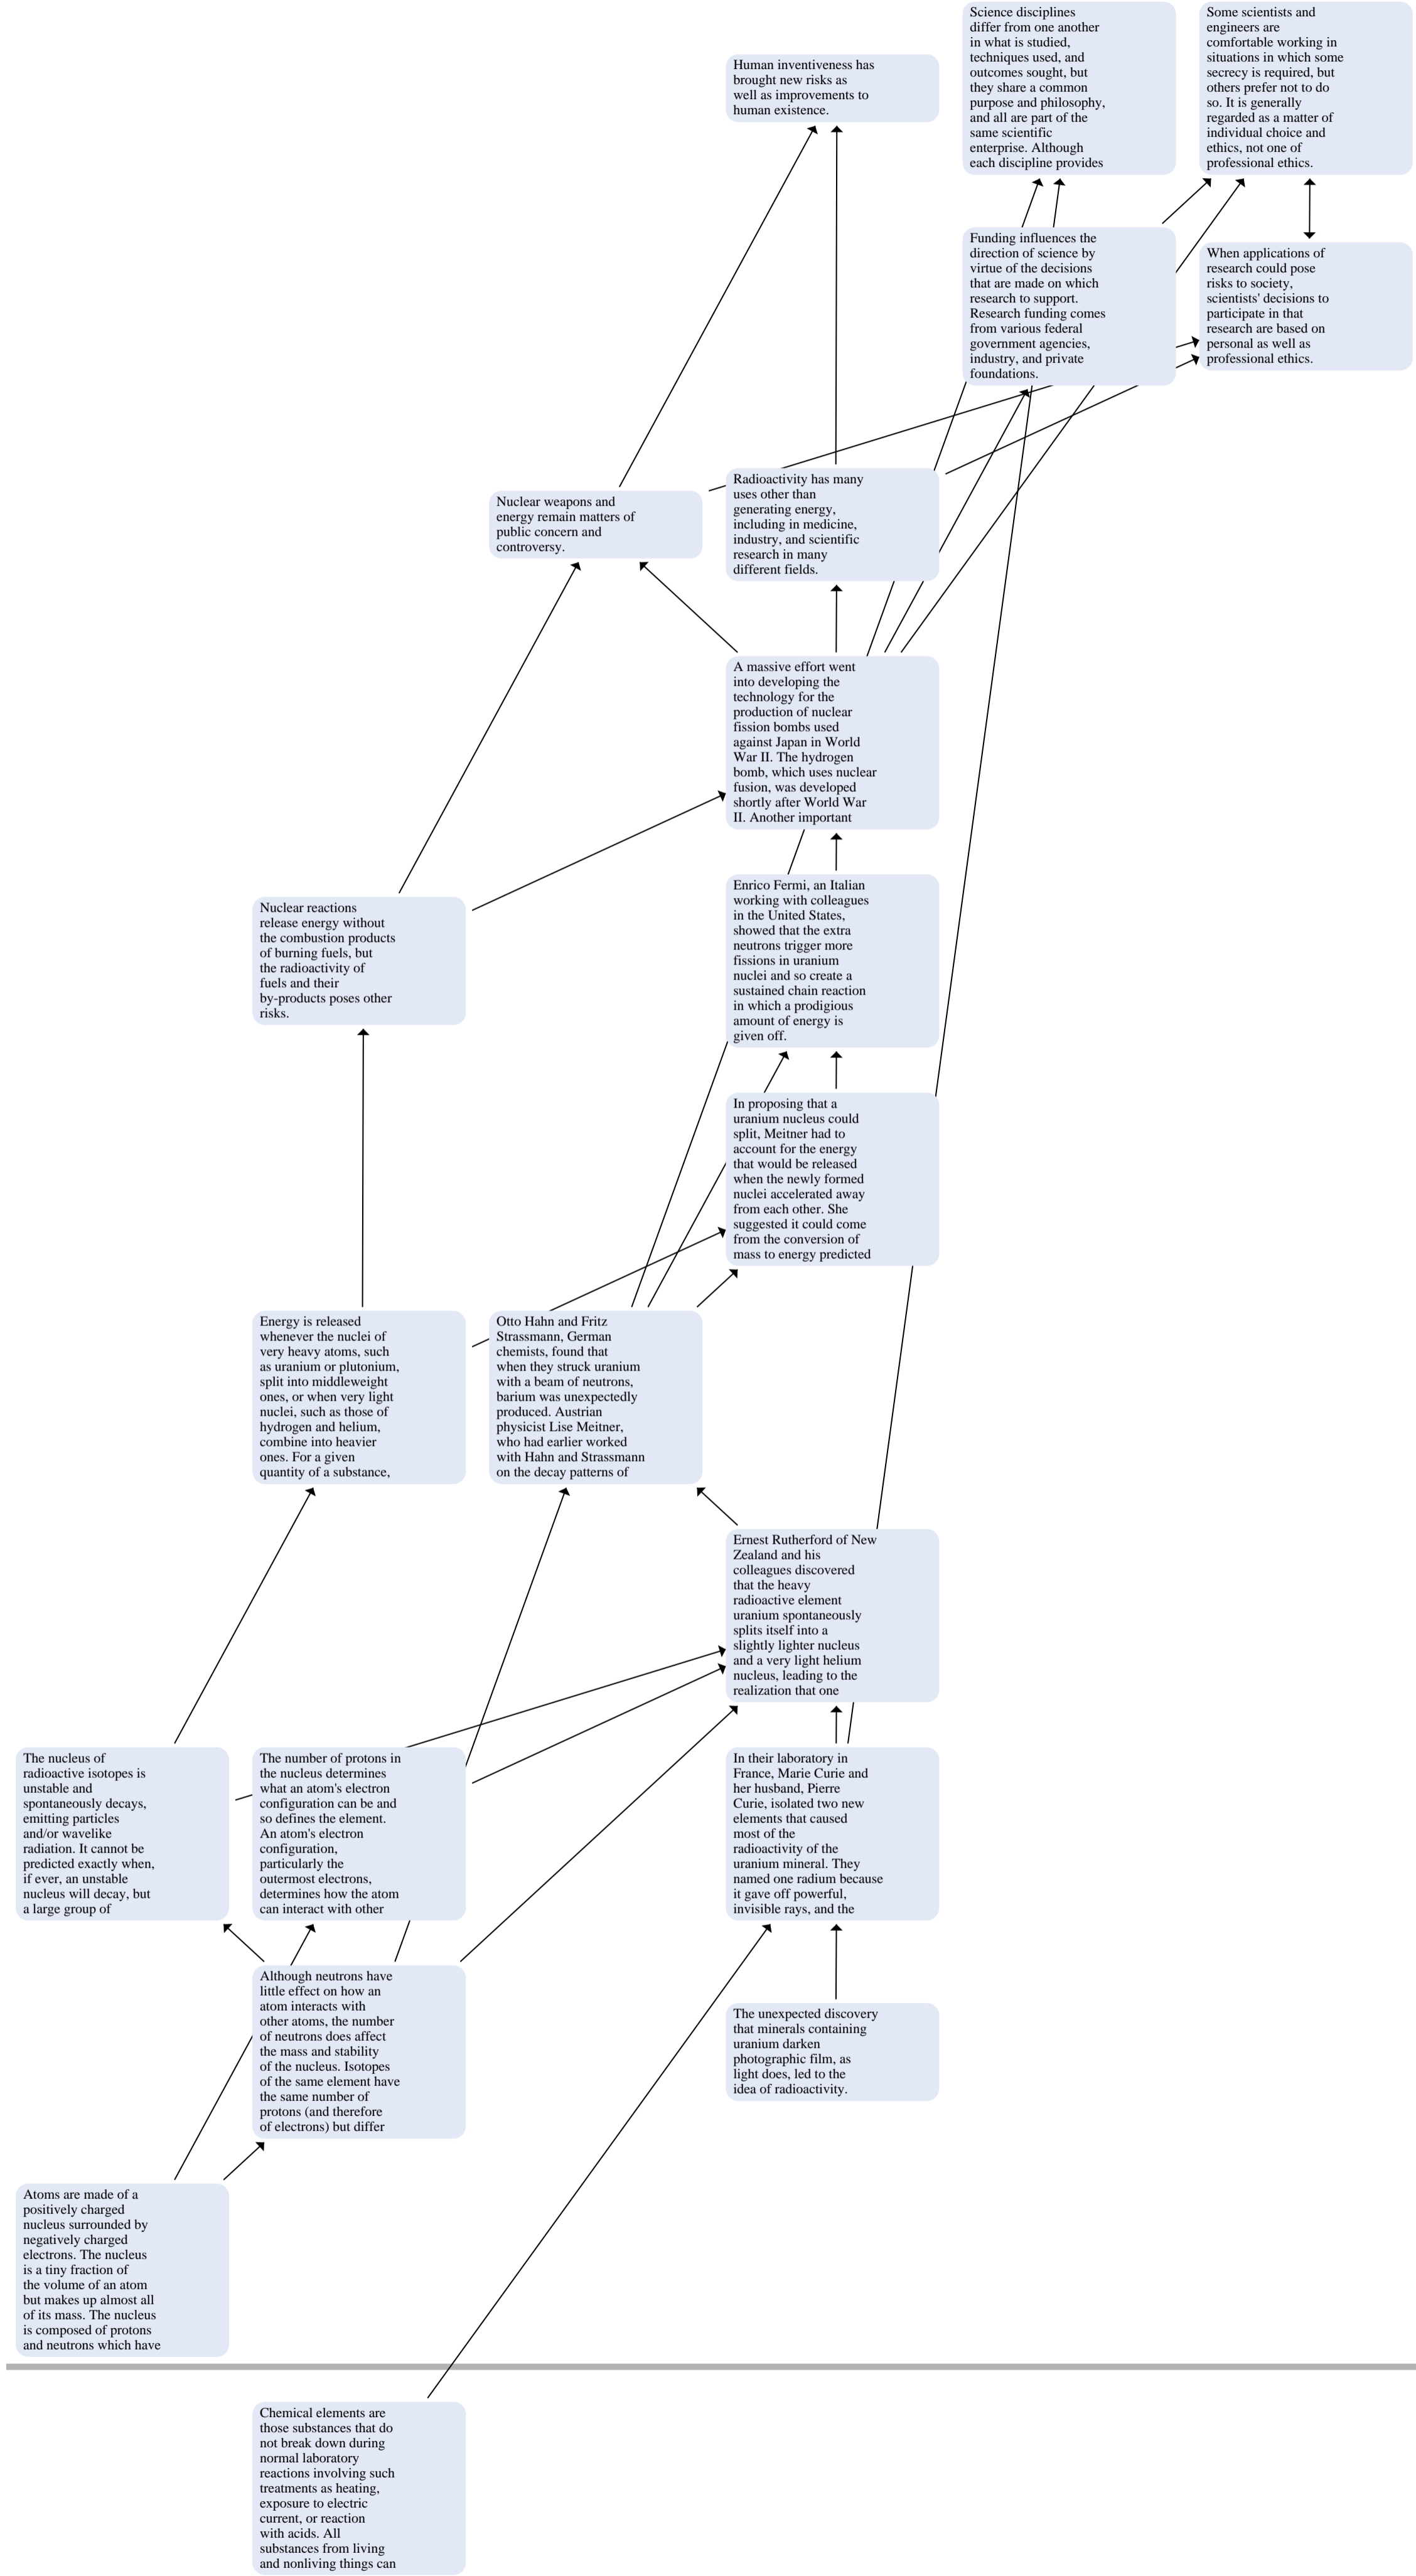 Science disciplines
differ from one another
in what is studied,
techniques used, and
outcomes sought, but
they share a common
purpose and philosophy,
and all are part of the
same scientific
enterprise. Although
each discipline provides
Some scientists and
engineers are
comfortable working in
situations in which some
secrecy is required, but
others prefer not to do
so. It is generally
regarded as a matter of
individual choice and
ethics, not one of
professional ethics.
Human inventiveness has
brought new risks as
well as improvements to
human existence.
Funding influences the
direction of science by
virtue of the decisions
that are made on which
research to support.
Research funding comes
from various federal
government agencies,
industry, and private
foundations.
When applications of
research could pose
risks to society,
scientists' decisions to
participate in that
research are based on
personal as well as
professional ethics.
Nuclear weapons and
energy remain matters of
public concern and
controversy.
Radioactivity has many
uses other than
generating energy,
including in medicine,
industry, and scientific
research in many
different fields.
A massive effort went
into developing the
technology for the
production of nuclear
fission bombs used
against Japan in World
War II. The hydrogen
bomb, which uses nuclear
fusion, was developed
shortly after World War
II. Another important
Nuclear reactions
release energy without
the combustion products
of burning fuels, but
the radioactivity of
fuels and their
by-products poses other
risks.
Enrico Fermi, an Italian
working with colleagues
in the United States,
showed that the extra
neutrons trigger more
fissions in uranium
nuclei and so create a
sustained chain reaction
in which a prodigious
amount of energy is
given off.
In proposing that a
uranium nucleus could
split, Meitner had to
account for the energy
that would be released
when the newly formed
nuclei accelerated away
from each other. She
suggested it could come
from the conversion of
mass to energy predicted
Energy is released
whenever the nuclei of
very heavy atoms, such
as uranium or plutonium,
split into middleweight
ones, or when very light
nuclei, such as those of
hydrogen and helium,
combine into heavier
ones. For a given
quantity of a substance,
Otto Hahn and Fritz
Strassmann, German
chemists, found that
when they struck uranium
with a beam of neutrons,
barium was unexpectedly
produced. Austrian
physicist Lise Meitner,
who had earlier worked
with Hahn and Strassmann
on the decay patterns of
Ernest Rutherford of New
Zealand and his
colleagues discovered
that the heavy
radioactive element
uranium spontaneously
splits itself into a
slightly lighter nucleus
and a very light helium
nucleus, leading to the
realization that one
The nucleus of
radioactive isotopes is
unstable and
spontaneously decays,
emitting particles
and/or wavelike
radiation. It cannot be
predicted exactly when,
if ever, an unstable
nucleus will decay, but
a large group of
The number of protons in
the nucleus determines
what an atom's electron
configuration can be and
so defines the element.
An atom's electron
configuration,
particularly the
outermost electrons,
determines how the atom
can interact with other
In their laboratory in
France, Marie Curie and
her husband, Pierre
Curie, isolated two new
elements that caused
most of the
radioactivity of the
uranium mineral. They
named one radium because
it gave off powerful,
invisible rays, and the
Although neutrons have
little effect on how an
atom interacts with
other atoms, the number
of neutrons does affect
the mass and stability
of the nucleus. Isotopes
of the same element have
the same number of
protons (and therefore
of electrons) but differ
The unexpected discovery
that minerals containing
uranium darken
photographic film, as
light does, led to the
idea of radioactivity.
Atoms are made of a
positively charged
nucleus surrounded by
negatively charged
electrons. The nucleus
is a tiny fraction of
the volume of an atom
but makes up almost all
of its mass. The nucleus
is composed of protons
and neutrons which have
Chemical elements are
those substances that do
not break down during
normal laboratory
reactions involving such
treatments as heating,
exposure to electric
current, or reaction
with acids. All
substances from living
and nonliving things can